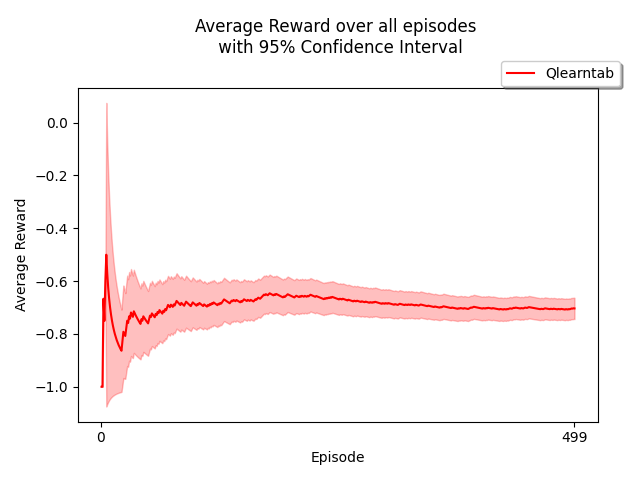 Average Reward over all episodes
with 95% Confidence Interval
Qlearntab
0.0
−0.2
−0.4
−0.6
−0.8
−1.0
Average Reward
0
499
Episode